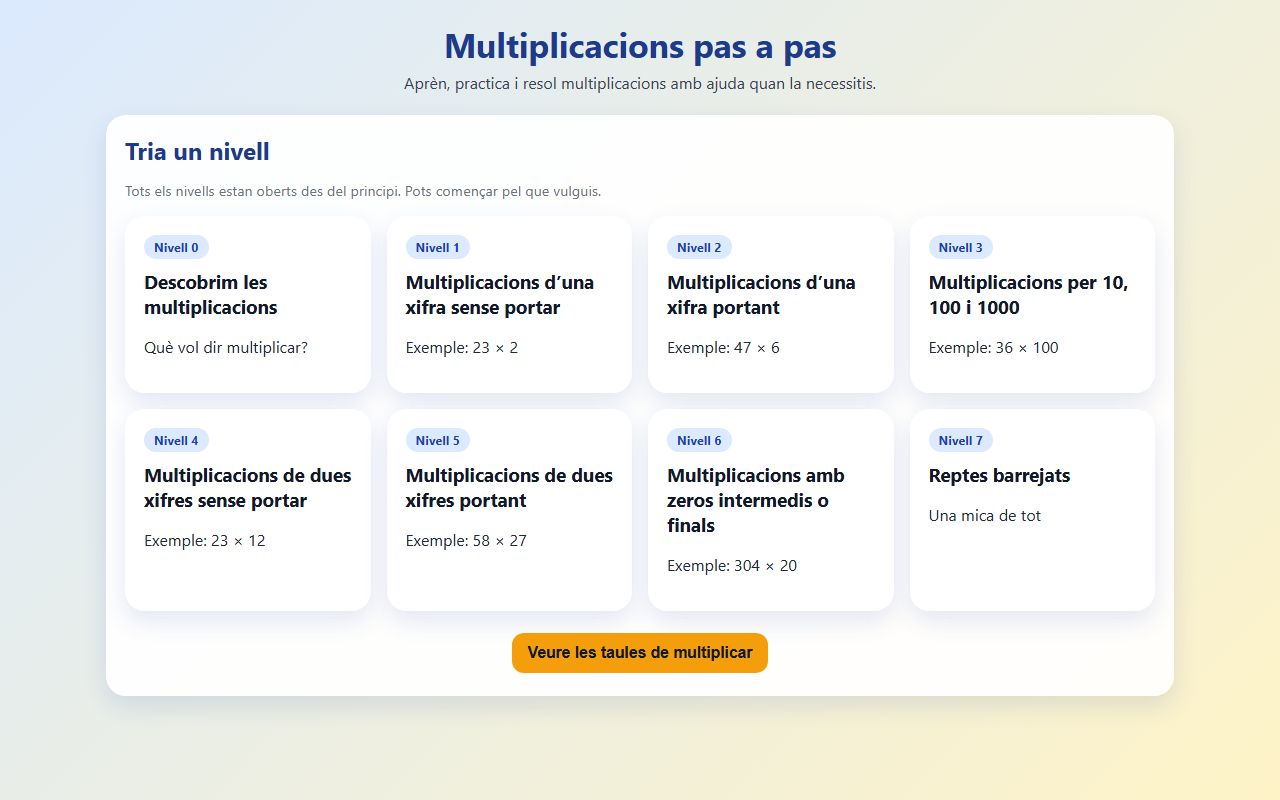 Multiplicacions pas a pas
Aprèn, practica i resol multiplicacions amb ajuda quan la necessitis.
Tria un nivell
Tots els nivells estan oberts des del principi. Pots començar pel que vulguis.
Nivell 0
Descobrim les
multiplicacions
Què vol dir multiplicar?
Nivell 1
Multiplicacions d’una
xifra sense portar
Exemple: 23 × 2
Nivell 2
Multiplicacions d’una
xifra portant
Exemple: 47 × 6
Nivell 3
Multiplicacions per 10,
100 i 1000
Exemple: 36 × 100
Nivell 4
Multiplicacions de dues
xifres sense portar
Exemple: 23 × 12
Nivell 5
Multiplicacions de dues
xifres portant
Exemple: 58 × 27
Nivell 6
Multiplicacions amb
zeros intermedis o
finals
Exemple: 304 × 20
Nivell 7
Reptes barrejats
Una mica de tot
Veure les taules de multiplicar